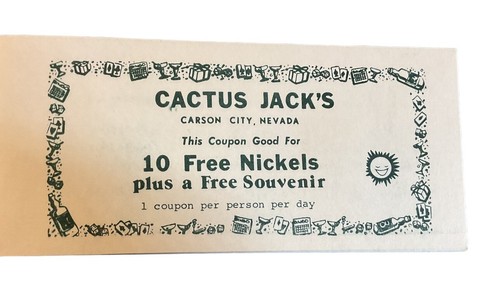 CACTUS JACK'S
CARSON CITY, NEVADA
This Coupon Good For
10 Free Nickels
plus a Free Souvenir
1 coupon per person per day